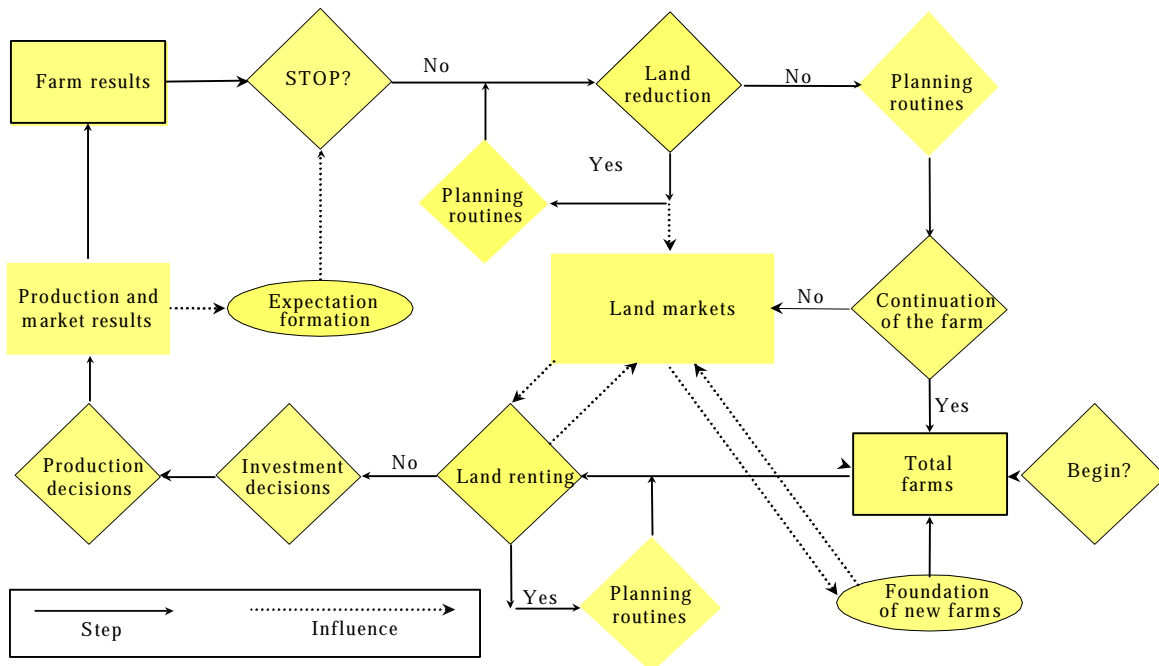 Farm results
STOP?
No
Land
reduction
No
Planning
routines
Yes
Planning
routines
Production and
market results
Expectation
formation
Land markets
No
Continuation
of the farm
Yes
Production
decisions
Investment
decisions
No
Land renting
Total
farms
Begin?
Yes
Planning
routines
Foundation
of new farms
Step
Influence